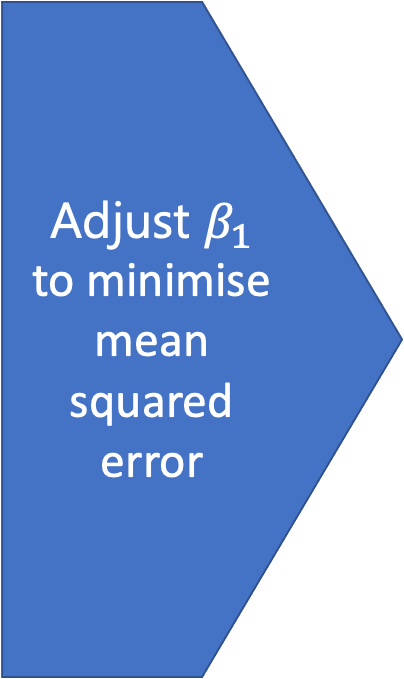 Adjust 𝛽₁
to minimise
mean
squared
error